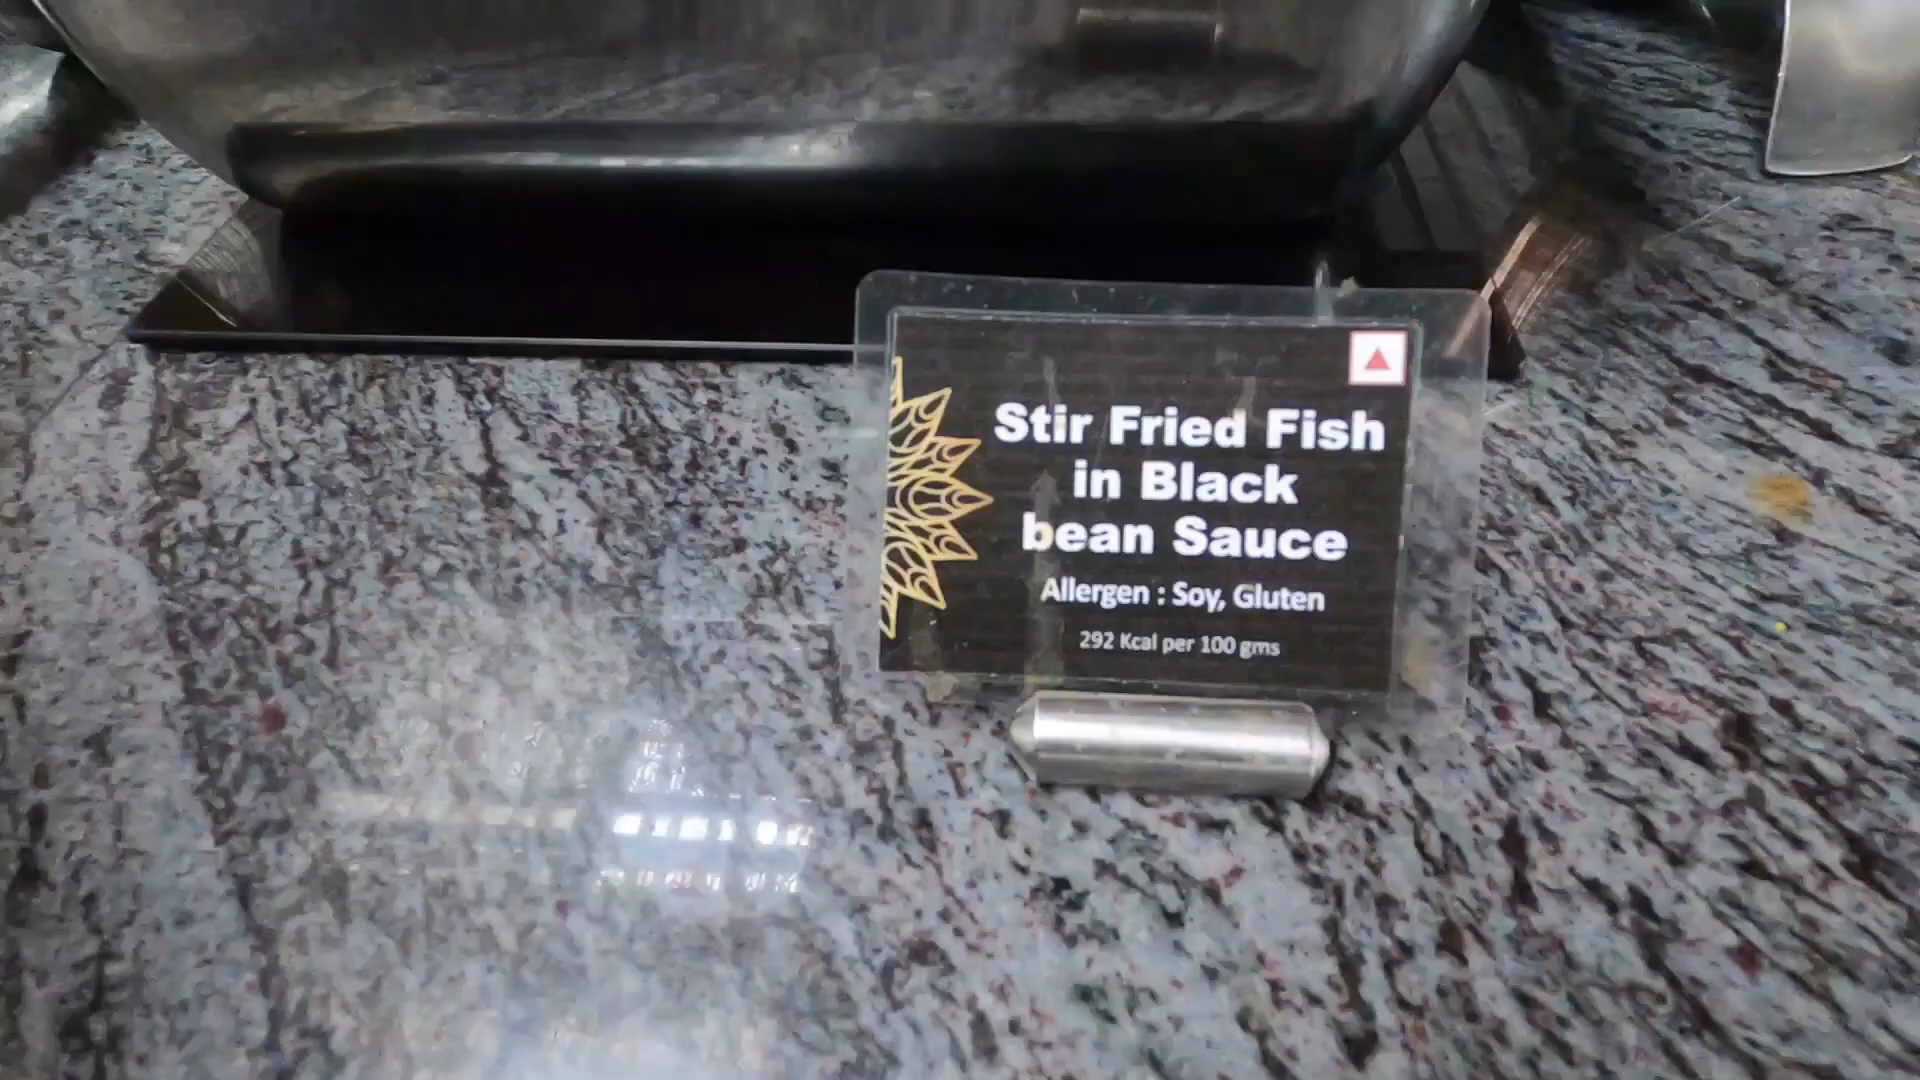 Stir Fried Fish
in Black
bean Sauce
Allergen : Soy, Gluten
292 Kcal per 100 gms